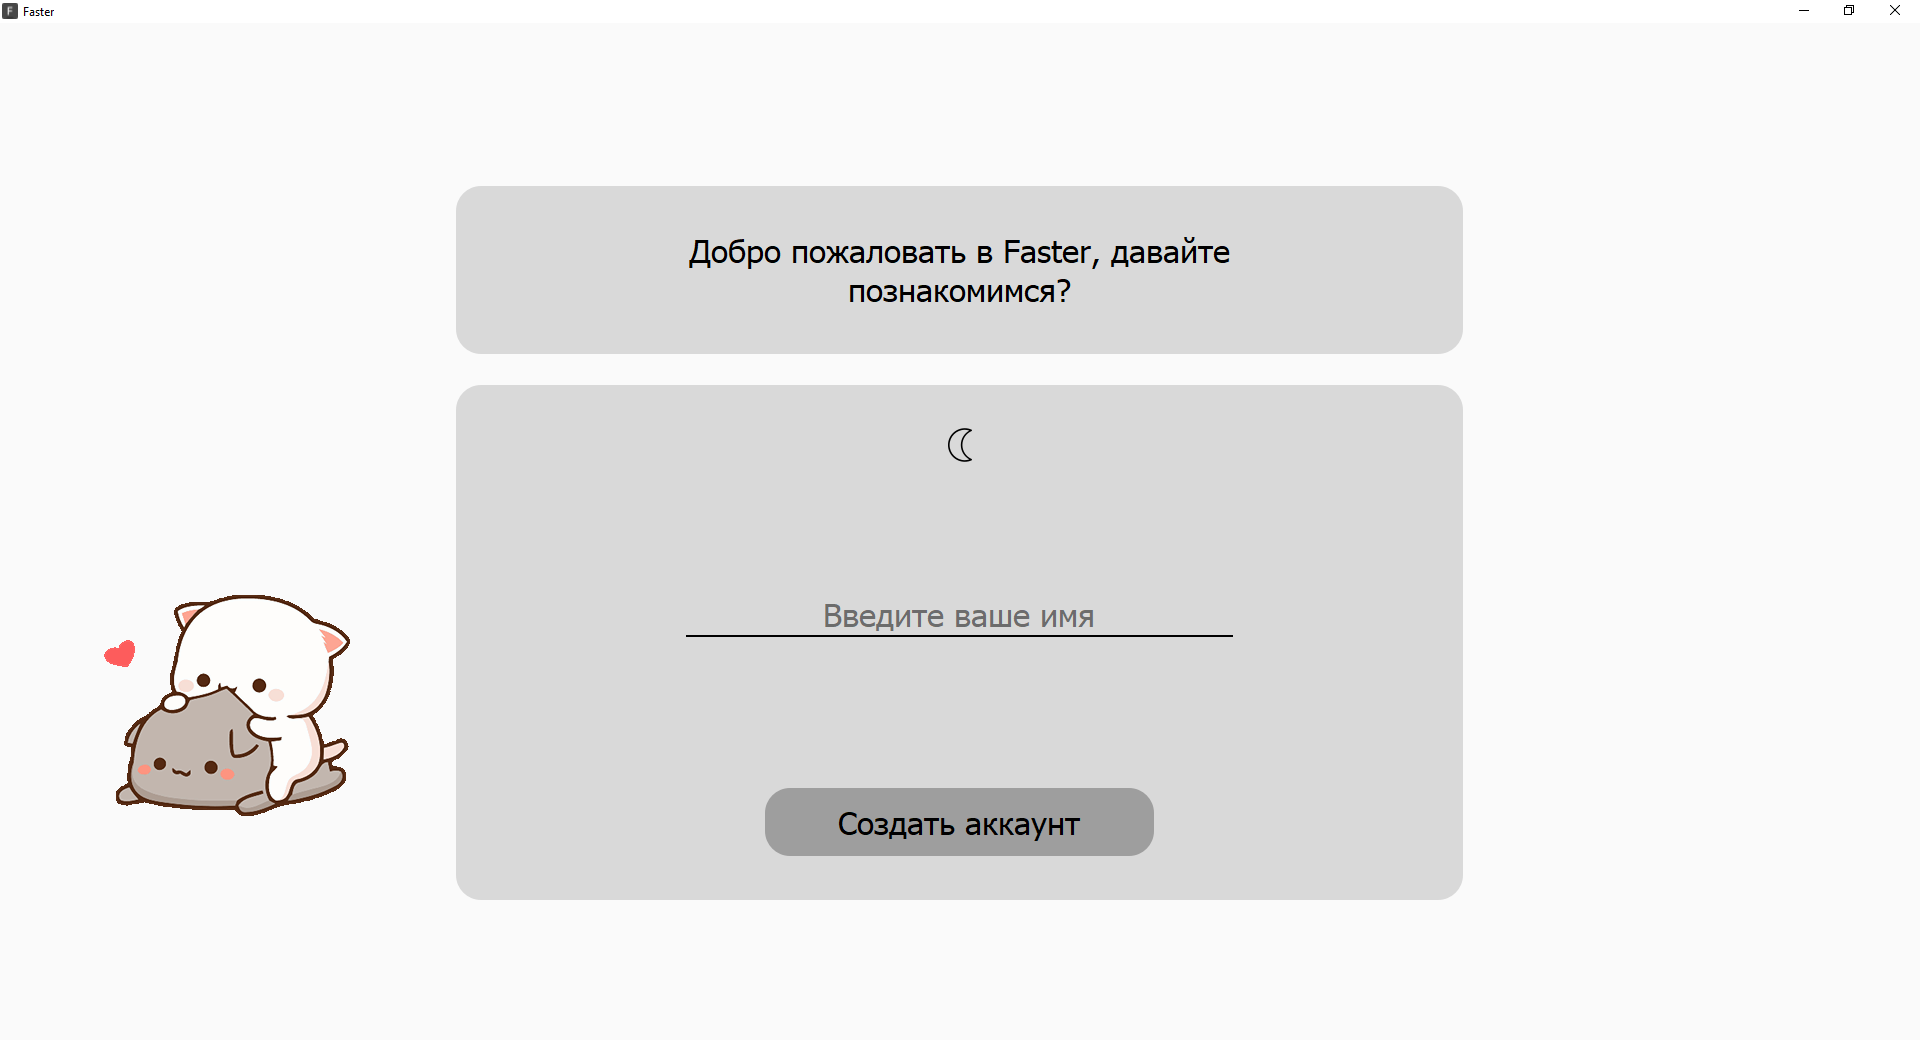 Faster
Добро пожаловать в Faster, давайте
познакомимся?
Введите ваше имя
Создать аккаунт